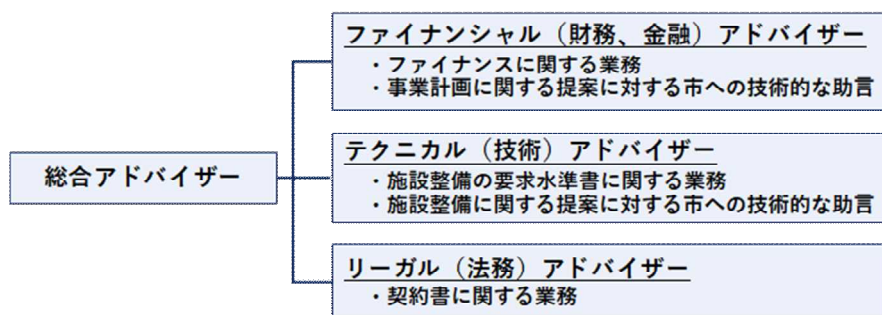 総合アドバイザー
ファイナンシャル（財務、金融）アドバイザー
・ファイナンスに関する業務
・事業計画に関する提案に対する市への技術的な助言
テクニカル（技術）アドバイザー
・施設整備の要求水準書に関する業務
・施設整備に関する提案に対する市への技術的な助言
リーガル（法務）アドバイザー
・契約書に関する業務